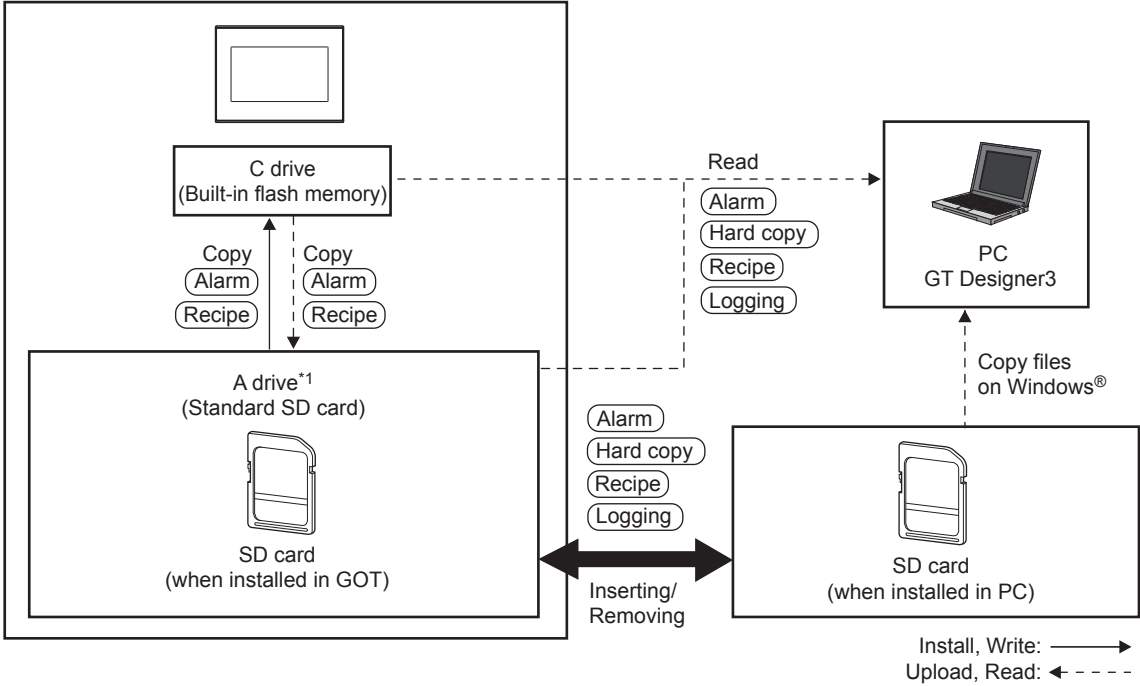 C drive
(Built-in flash memory)
Read
Alarm
Hard copy
Recipe
Logging
PC
GT Designer3
Copy
Alarm
Recipe
Copy
Alarm
Recipe
A drive*1
(Standard SD card)
SD card
(when installed in GOT)
Alarm
Hard copy
Recipe
Logging
Inserting/
Removing
Copy files
on Windows®
SD card
(when installed in PC)
Install, Write:
Upload, Read: